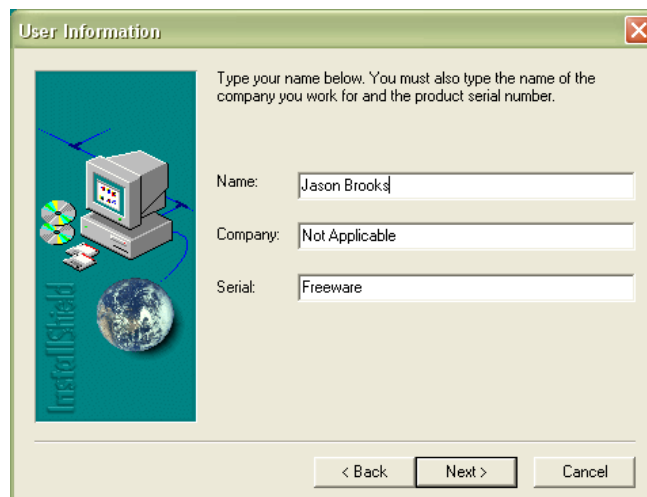 User Information
Type your name below. You must also type the name of the
company you work for and the product serial number.
Name: Jason Brooks
Company: Not Applicable
Serial: Freeware
InstallShield
< Back Next > Cancel